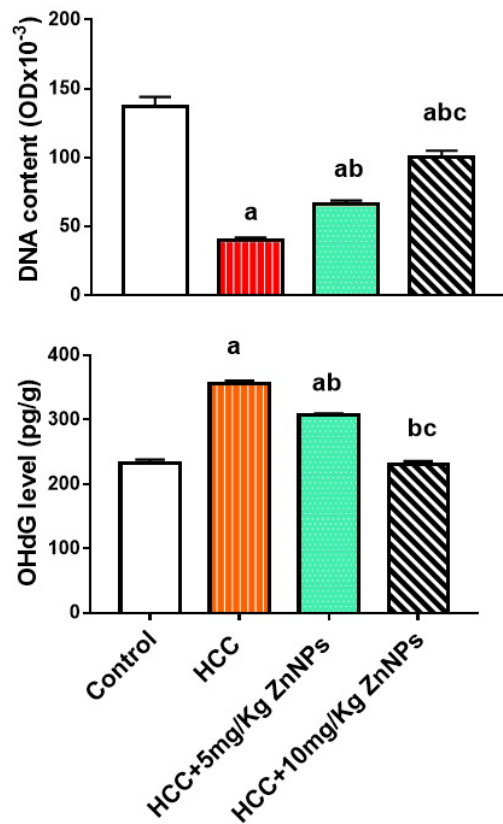 DNA content (ODx10⁻³)
200
150
100
50
0
a
ab
abc
OHdG level (pg/g)
400
300
200
100
0
a
ab
bc
Control
HCC
HCC+5mg/Kg ZnNPs
HCC+10mg/Kg ZnNPs